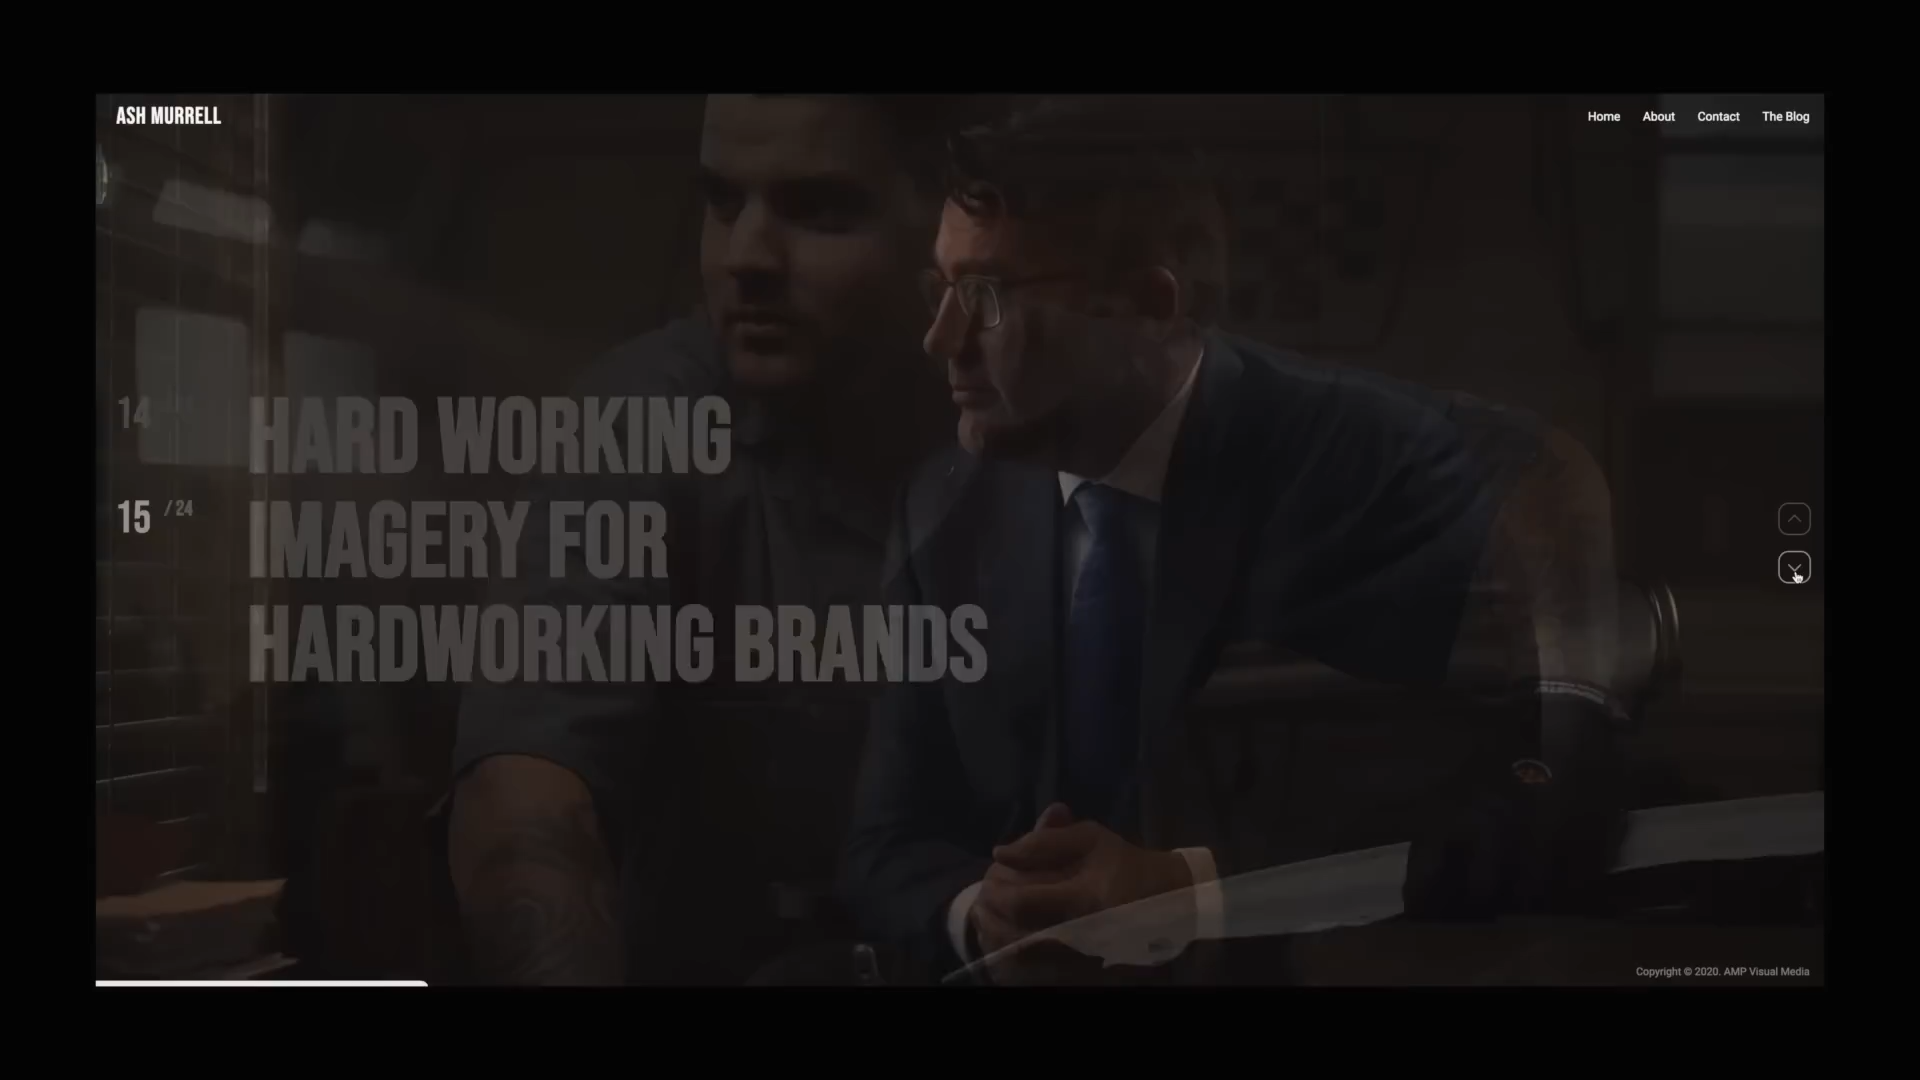 ASH MURRELL
Home About Contact The Blog
14
15 / 24
HARD WORKING
IMAGERY FOR
HARDWORKING BRANDS
Copyright © 2020. AMP Visual Media